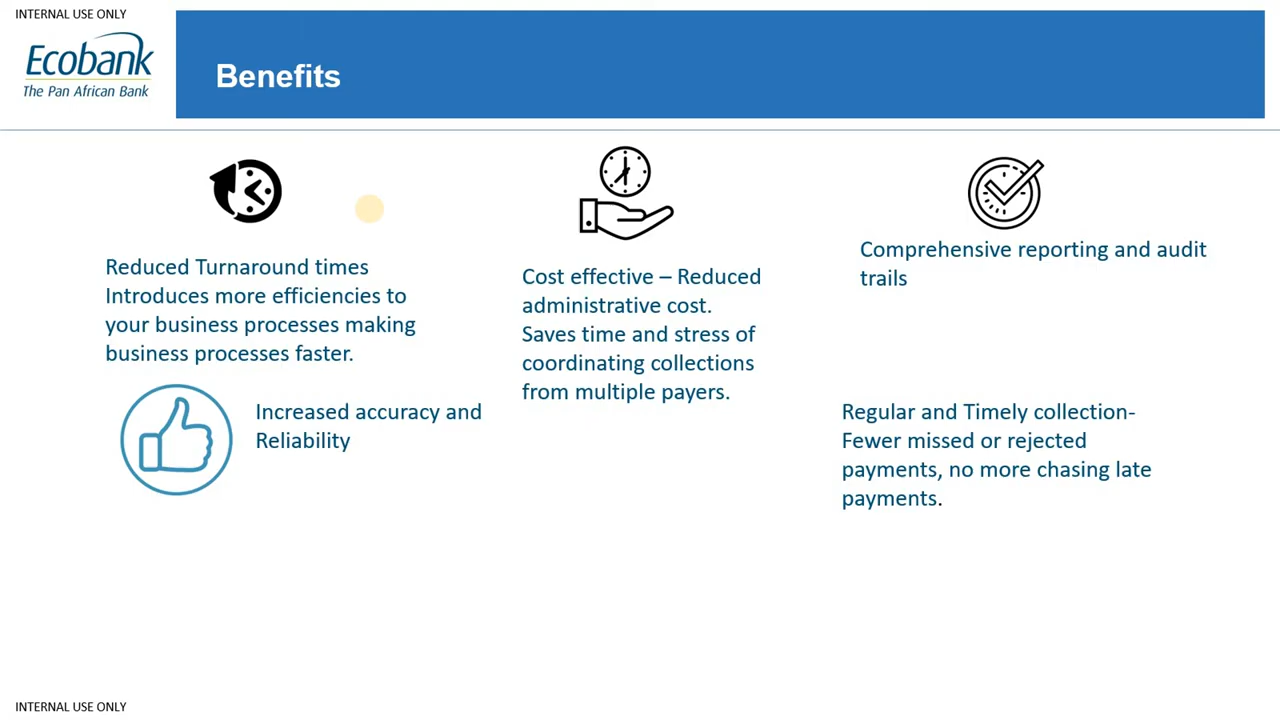 INTERNAL USE ONLY
Ecobank
The Pan African Bank
Benefits
Reduced Turnaround times
Introduces more efficiencies to
your business processes making
business processes faster.
Cost effective – Reduced
administrative cost.
Saves time and stress of
coordinating collections
from multiple payers.
Comprehensive reporting and audit
trails
Increased accuracy and
Reliability
Regular and Timely collection-
Fewer missed or rejected
payments, no more chasing late
payments.
INTERNAL USE ONLY